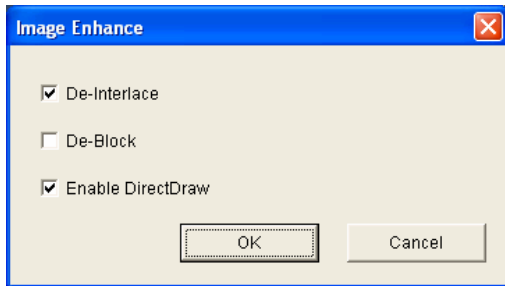 Image Enhance
De-Interlace
De-Block
Enable DirectDraw
OK Cancel